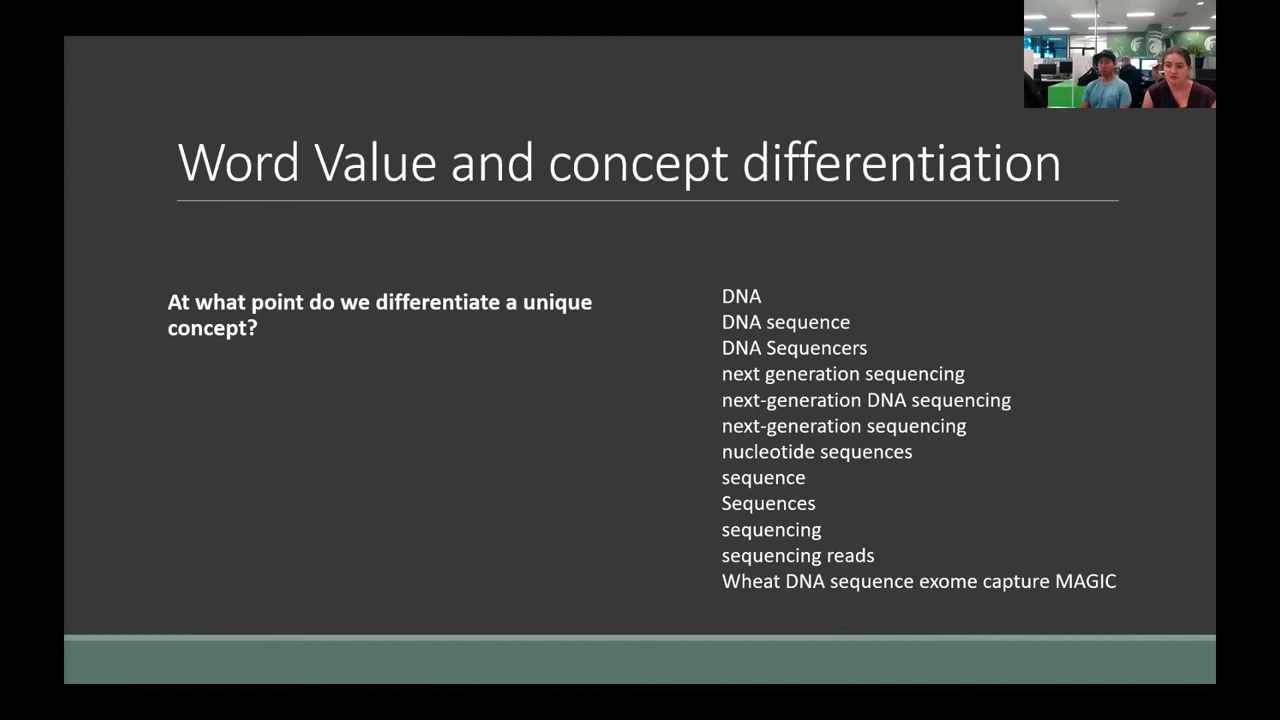 Word Value and concept differentiation
At what point do we differentiate a unique
concept?
DNA
DNA sequence
DNA Sequencers
next generation sequencing
next-generation DNA sequencing
next-generation sequencing
nucleotide sequences
sequence
Sequences
sequencing
sequencing reads
Wheat DNA sequence exome capture MAGIC